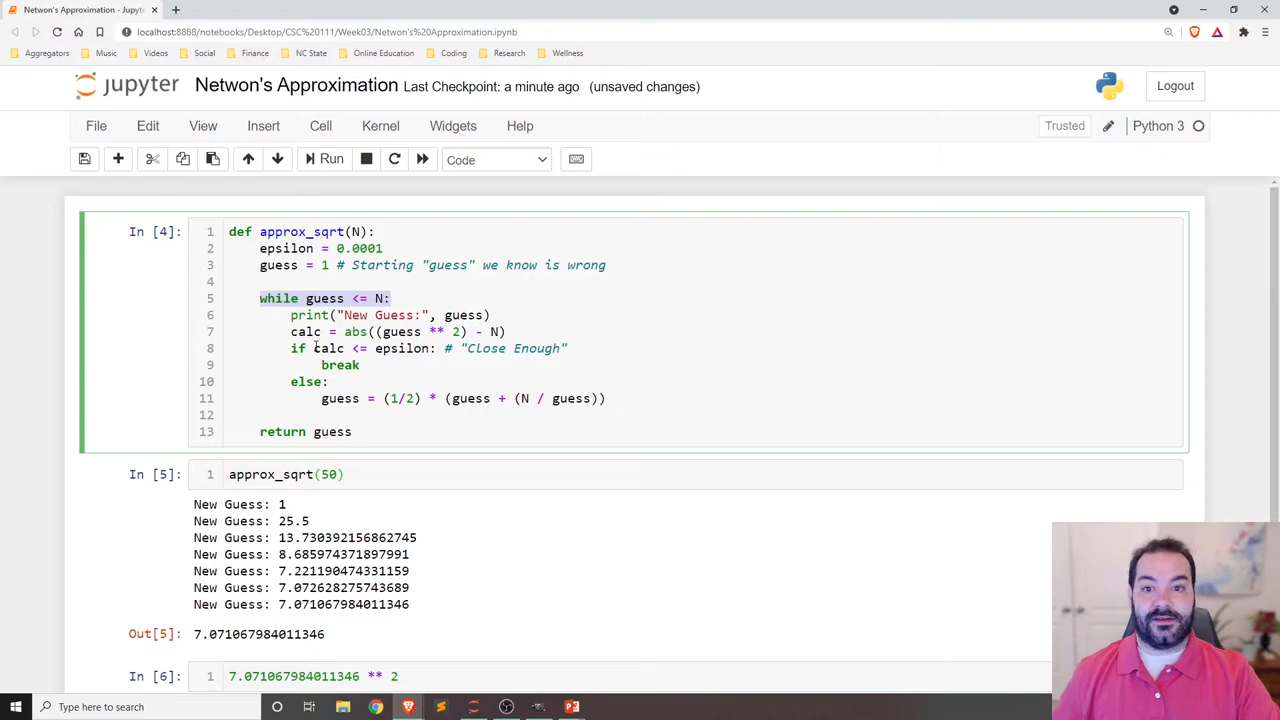 Netwon's Approximation - Jupyte
localhost:8888/notebooks/Desktop/CSC%20111/Week03/Netwon's%20Approximation.ipynb
Aggregators Music Videos Social Finance NC State Online Education Coding Research Wellness
jupyter Netwon's Approximation Last Checkpoint: a minute ago (unsaved changes) Logout
File Edit View Insert Cell Kernel Widgets Help Trusted Python 3
Run Code
In [4]:
1 def approx_sqrt(N):
2 epsilon = 0.0001
3 guess = 1 # Starting "guess" we know is wrong
4
5 while guess <= N:
6 print("New Guess:", guess)
7 calc = abs((guess ** 2) - N)
8 if calc <= epsilon: # "Close Enough"
9 break
10 else:
11 guess = (1/2) * (guess + (N / guess))
12
13 return guess
In [5]: 1 approx_sqrt(50)
New Guess: 1
New Guess: 25.5
New Guess: 13.730392156862745
New Guess: 8.685974371897991
New Guess: 7.221190474331159
New Guess: 7.072628275743689
New Guess: 7.071067984011346
Out[5]: 7.071067984011346
In [6]: 1 7.071067984011346 ** 2
Type here to search